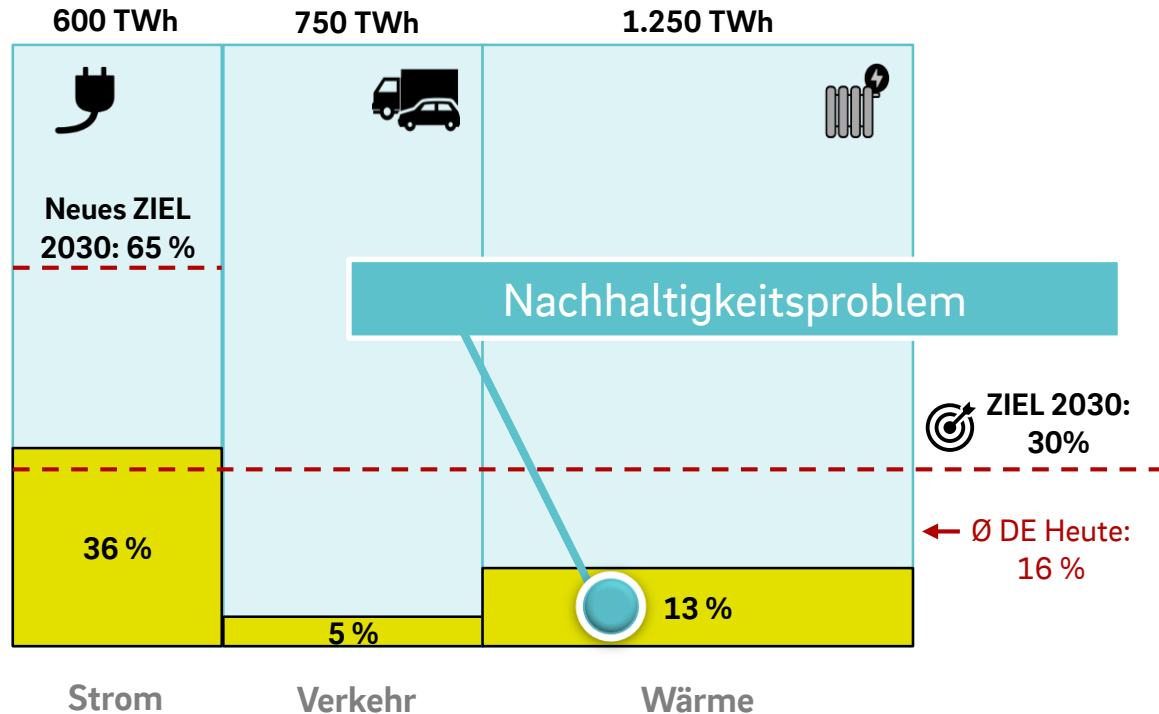 600 TWh
750 TWh
1.250 TWh
Neues ZIEL
2030: 65 %
Nachhaltigkeitsproblem
ZIEL 2030:
30%
Ø DE Heute:
16 %
36 %
5 %
13 %
Strom
Verkehr
Wärme